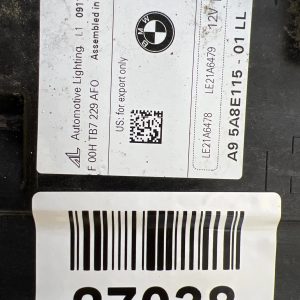 Automotive Lighting L1 091
F 00H TB7 229 AFO
Assembled in
US: for export only
BMW
12V
LE21A6478 LE21A6479
A9 5A8E115 - 01 LL